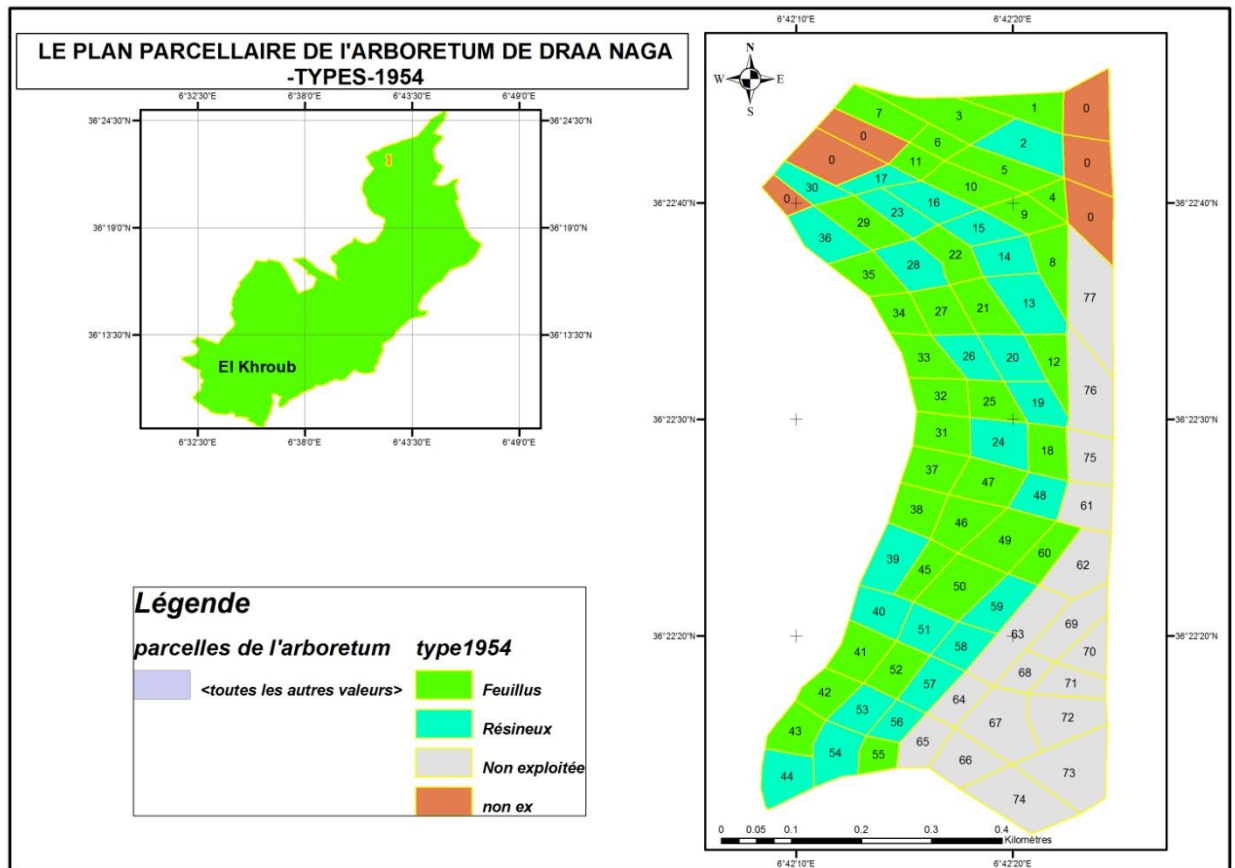 LE PLAN PARCELLAIRE DE l'ARBORETUM DE DRAA NAGA
-TYPES-1954
6°32'30"E 6°38'0"E 6°43'30"E 6°49'0"E
36°24'30"N 36°24'30"N
1
36°19'0"N 36°19'0"N
36°13'30"N 36°13'30"N
El Khroub
6°32'30"E 6°38'0"E 6°43'30"E 6°49'0"E
Légende
parcelles de l'arboretum type1954
<toutes les autres valeurs>
Feuillus
Résineux
Non exploitée
non ex
6°42'10"E 6°42'20"E
N
W E
S
7 3 1 0
0 6 2
0 11 5 0
30 17 10 4
0 16 9 0
36°22'40"N 36°22'40"N
29 23 15
36 22 14 8
35 28 77
34 27 21 13
33 26 20 12
32 25 19 76
36°22'30"N 36°22'30"N
31 24 18 75
37 47 48 61
38 46 49 60
39 45 50 62
40 51 59 69
36°22'20"N 36°22'20"N
41 58 63 70
52 57 68 71
42 53 64 72
43 56 67
54 55 65 66 73
44 74
0 0.05 0.1 0.2 0.3 0.4
Kilomètres
6°42'10"E 6°42'20"E